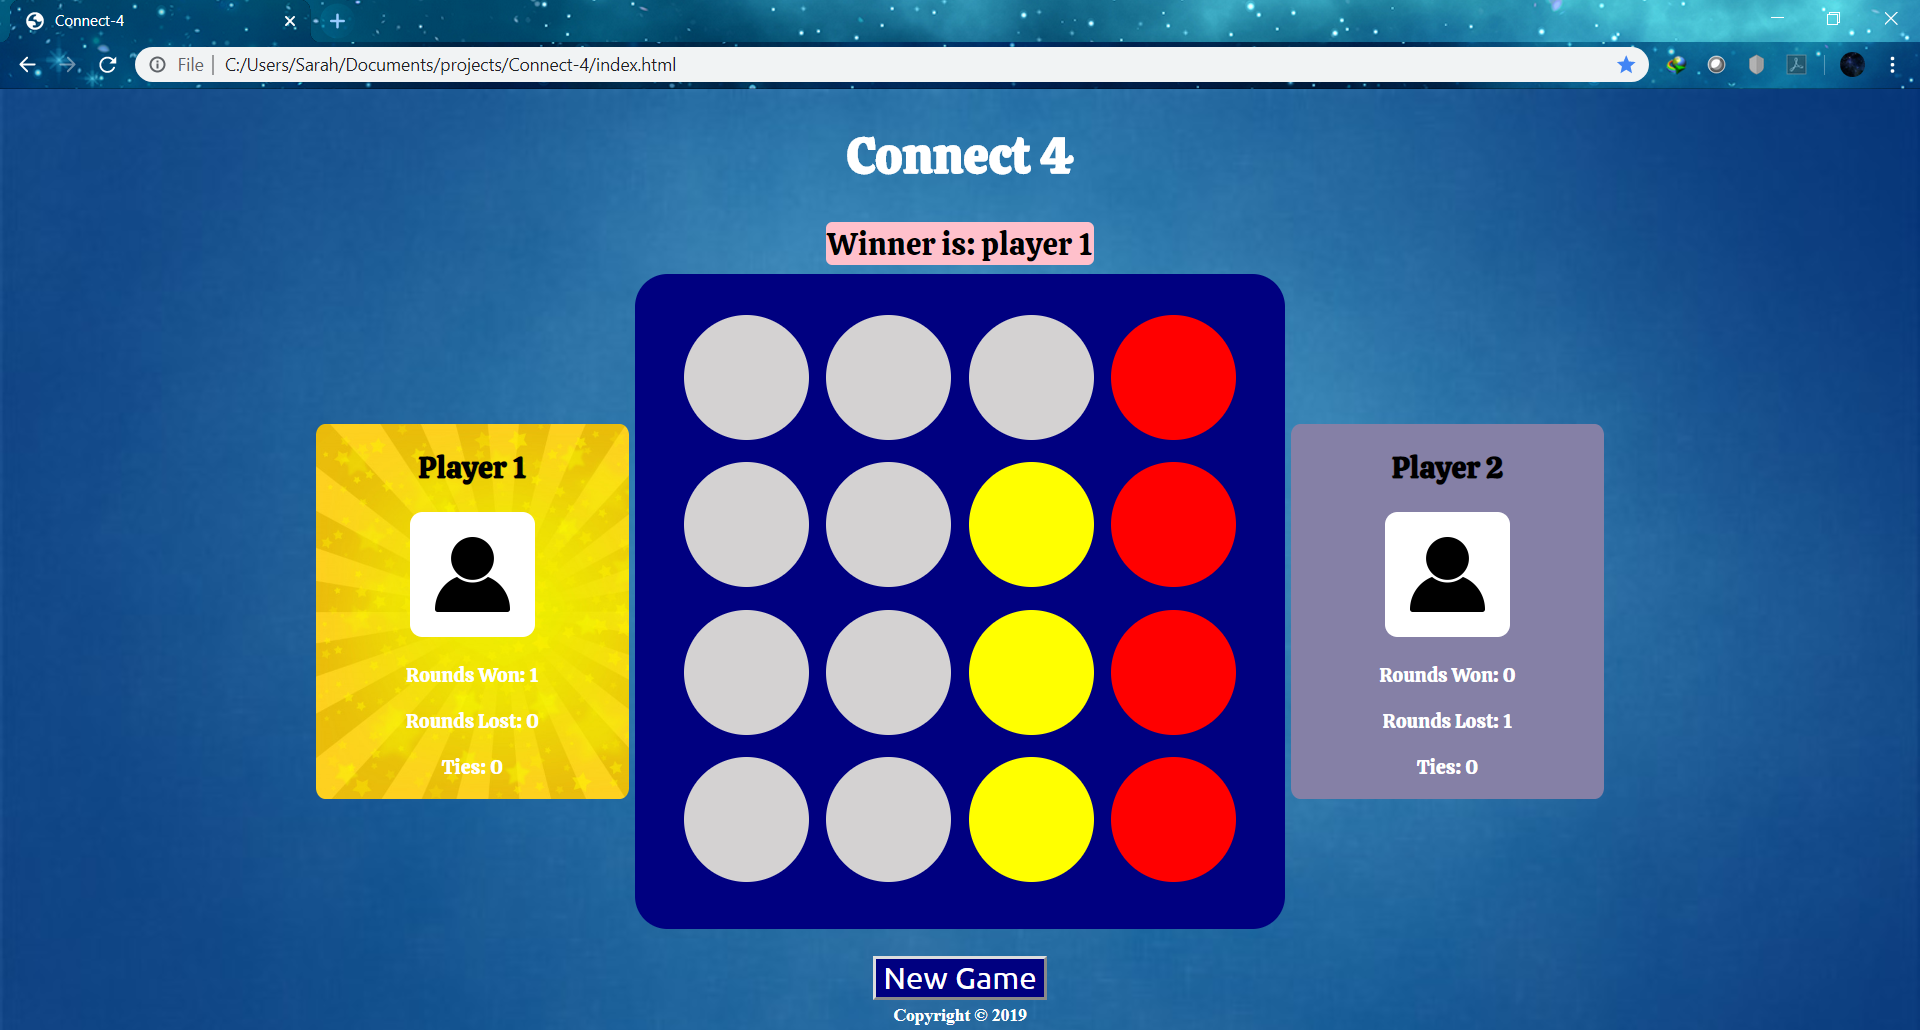 Connect-4
File
C:/Users/Sarah/Documents/projects/Connect-4/index.html
Connect 4
Winner is: player 1
Player 1
Rounds Won: 1
Rounds Lost: 0
Ties: 0
Player 2
Rounds Won: 0
Rounds Lost: 1
Ties: 0
New Game
Copyright © 2019